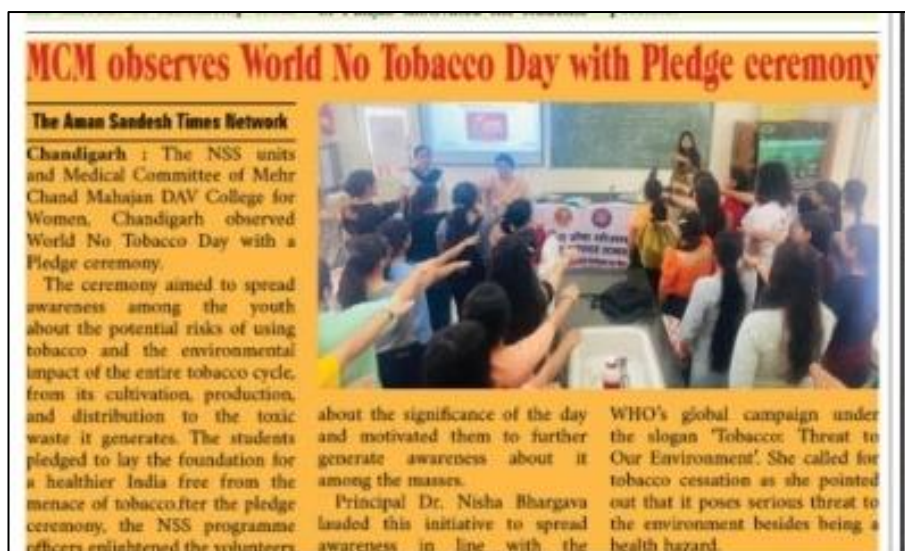 MCM observes World No Tobacco Day with Pledge ceremony
The Aman Sandesh Times Network
Chandigarh : The NSS units
and Medical Committee of Mehr
Chand Mahajan DAV College for
Women, Chandigarh observed
World No Tobacco Day with a
Pledge ceremony.
The ceremony aimed to spread
awareness among the youth
about the potential risks of using
tobacco and the environmental
impact of the entire tobacco cycle,
from its cultivation, production,
and distribution to the toxic
waste it generates. The students
pledged to lay the foundation for
a healthier India free from the
menace of tobacco.fter the pledge
ceremony, the NSS programme
officers enlightened the volunteers
about the significance of the day
and motivated them to further
generate awareness about it
among the masses.
Principal Dr. Nisha Bhargava
lauded this initiative to spread
awareness in line with the
WHO's global campaign under
the slogan 'Tobacco: Threat to
Our Environment'. She called for
tobacco cessation as she pointed
out that it poses serious threat to
the environment besides being a
health hazard.